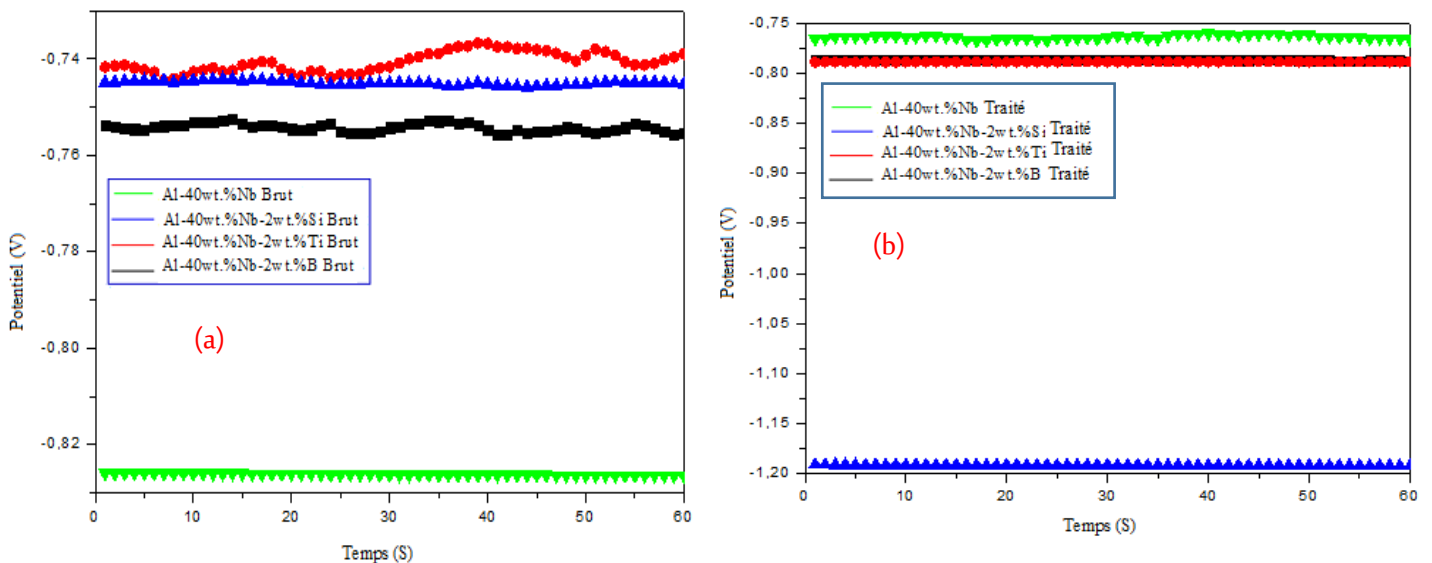 -0,74
-0,76
-0,78
-0,80
-0,82
Potentiel (V)
Al-40wt.%Nb Brut
Al-40wt.%Nb-2wt.%Si Brut
Al-40wt.%Nb-2wt.%Ti Brut
Al-40wt.%Nb-2wt.%B Brut
(a)
0
10
20
30
40
50
60
Temps (S)
-0,75
-0,80
-0,85
-0,90
-0,95
-1,00
-1,05
-1,10
-1,15
-1,20
Potentiel (V)
Al-40wt.%Nb Traité
Al-40wt.%Nb-2wt.%Si Traité
Al-40wt.%Nb-2wt.%Ti Traité
Al-40wt.%Nb-2wt.%B Traité
(b)
0
10
20
30
40
50
60
Temps (S)